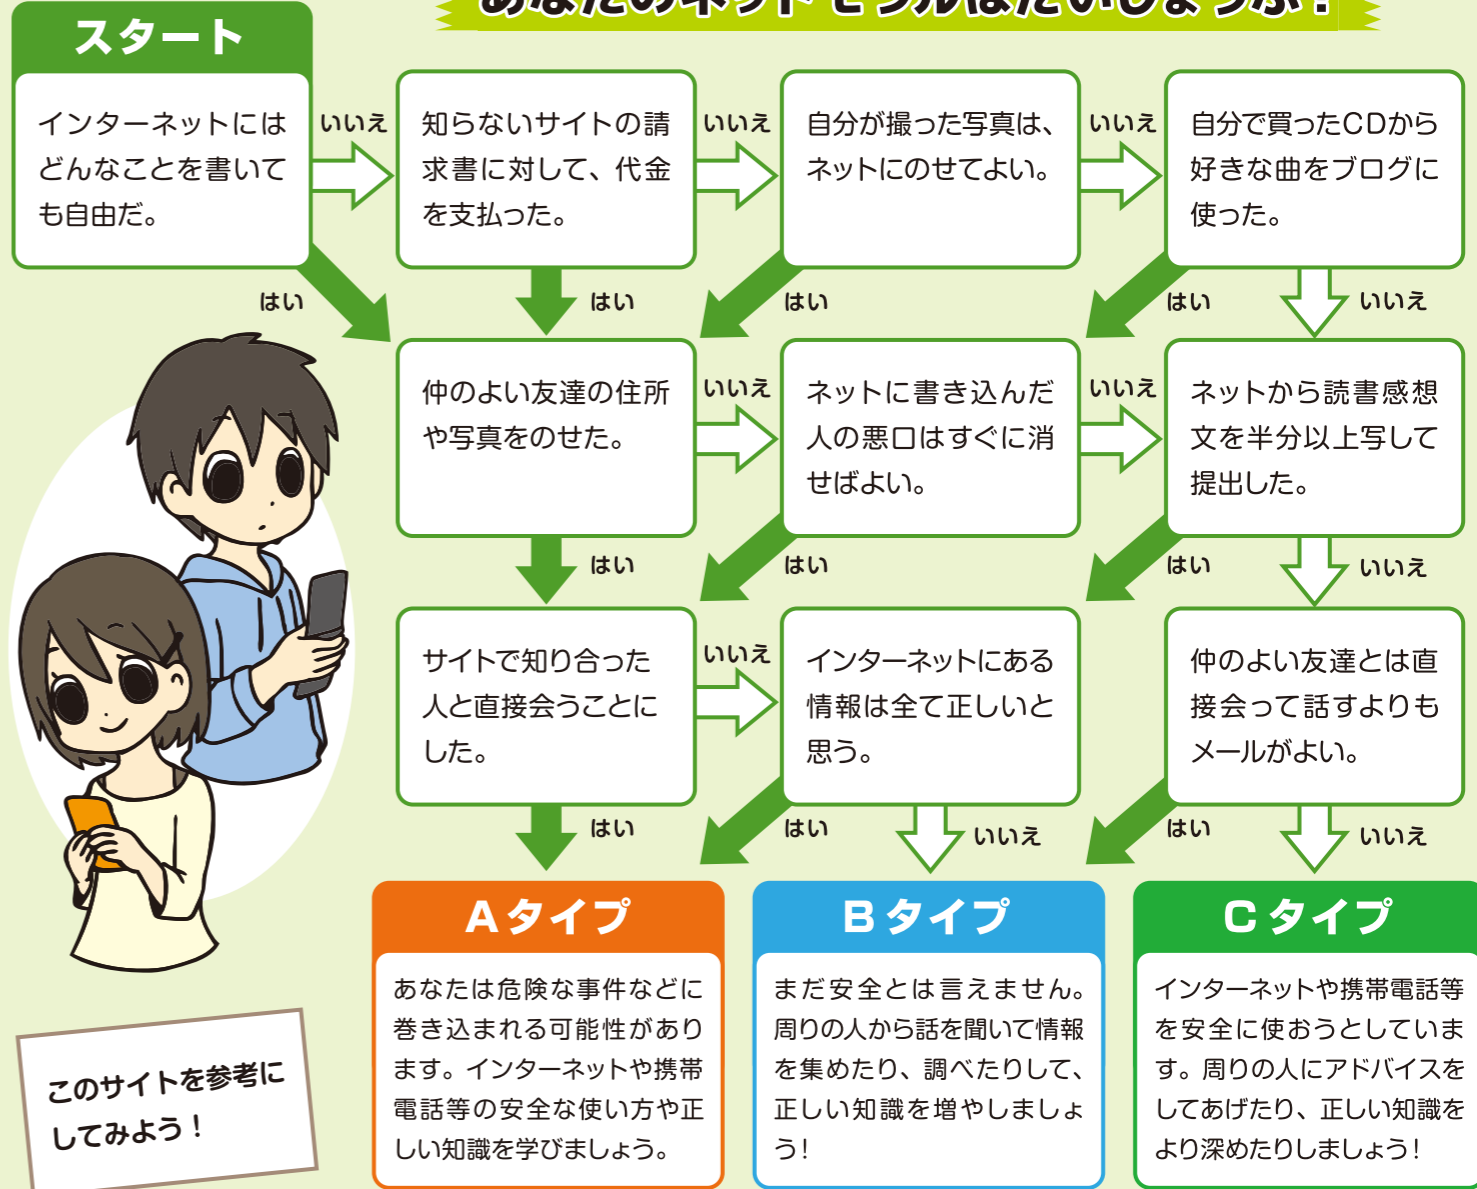 あなたのネットモラルはだいじょうぶ?
スタート
インターネットには
どんなことを書いて
も自由だ。
いいえ
知らないサイトの請
求書に対して、代金
を支払った。
いいえ
自分が撮った写真は、
ネットにのせてよい。
いいえ
自分で買ったCDから
好きな曲をブログに
使った。
はい
はい
はい
はい
いいえ
仲のよい友達の住所
や写真をのせた。
いいえ
ネットに書き込んだ
人の悪口はすぐに消
せばよい。
いいえ
ネットから読書感想
文を半分以上写して
提出した。
はい
はい
はい
いいえ
サイトで知り合った
人と直接会うことに
した。
いいえ
インターネットにある
情報は全て正しいと
思う。
仲のよい友達とは直
接会って話すよりも
メールがよい。
はい
はい
いいえ
はい
いいえ
Aタイプ
あなたは危険な事件などに
巻き込まれる可能性があり
ます。インターネットや携帯
電話等の安全な使い方や正
しい知識を学びましょう。
Bタイプ
まだ安全とは言えません。
周りの人から話を聞いて情報
を集めたり、調べたりして、
正しい知識を増やしましょ
う!
Cタイプ
インターネットや携帯電話等
を安全に使おうとしていま
す。周りの人にアドバイスを
してあげたり、正しい知識を
より深めたりしましょう!
このサイトを参考に
してみよう!